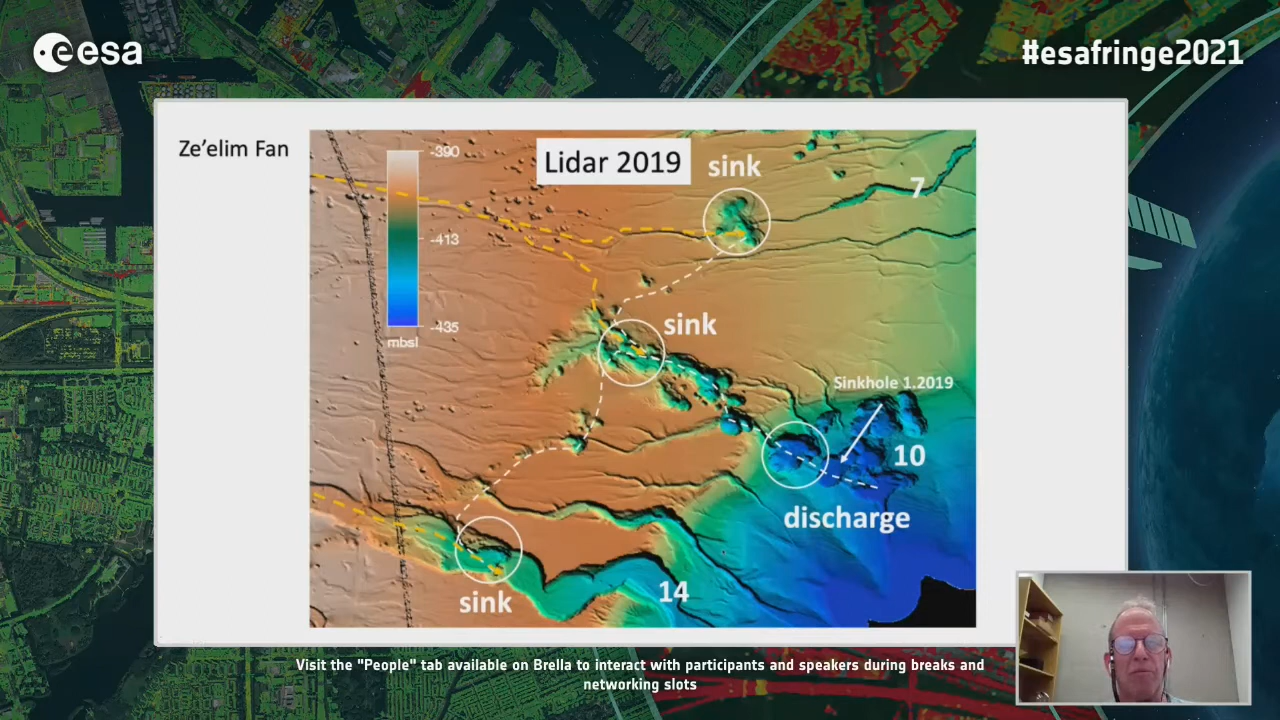 esa
#esafringe2021
Ze'elim Fan
Lidar 2019
sink
7
-390
-413
-435
mbsl
sink
Sinkhole 1.2019
10
discharge
14
sink
Visit the "People" tab available on Brella to interact with participants and speakers during breaks and
networking slots